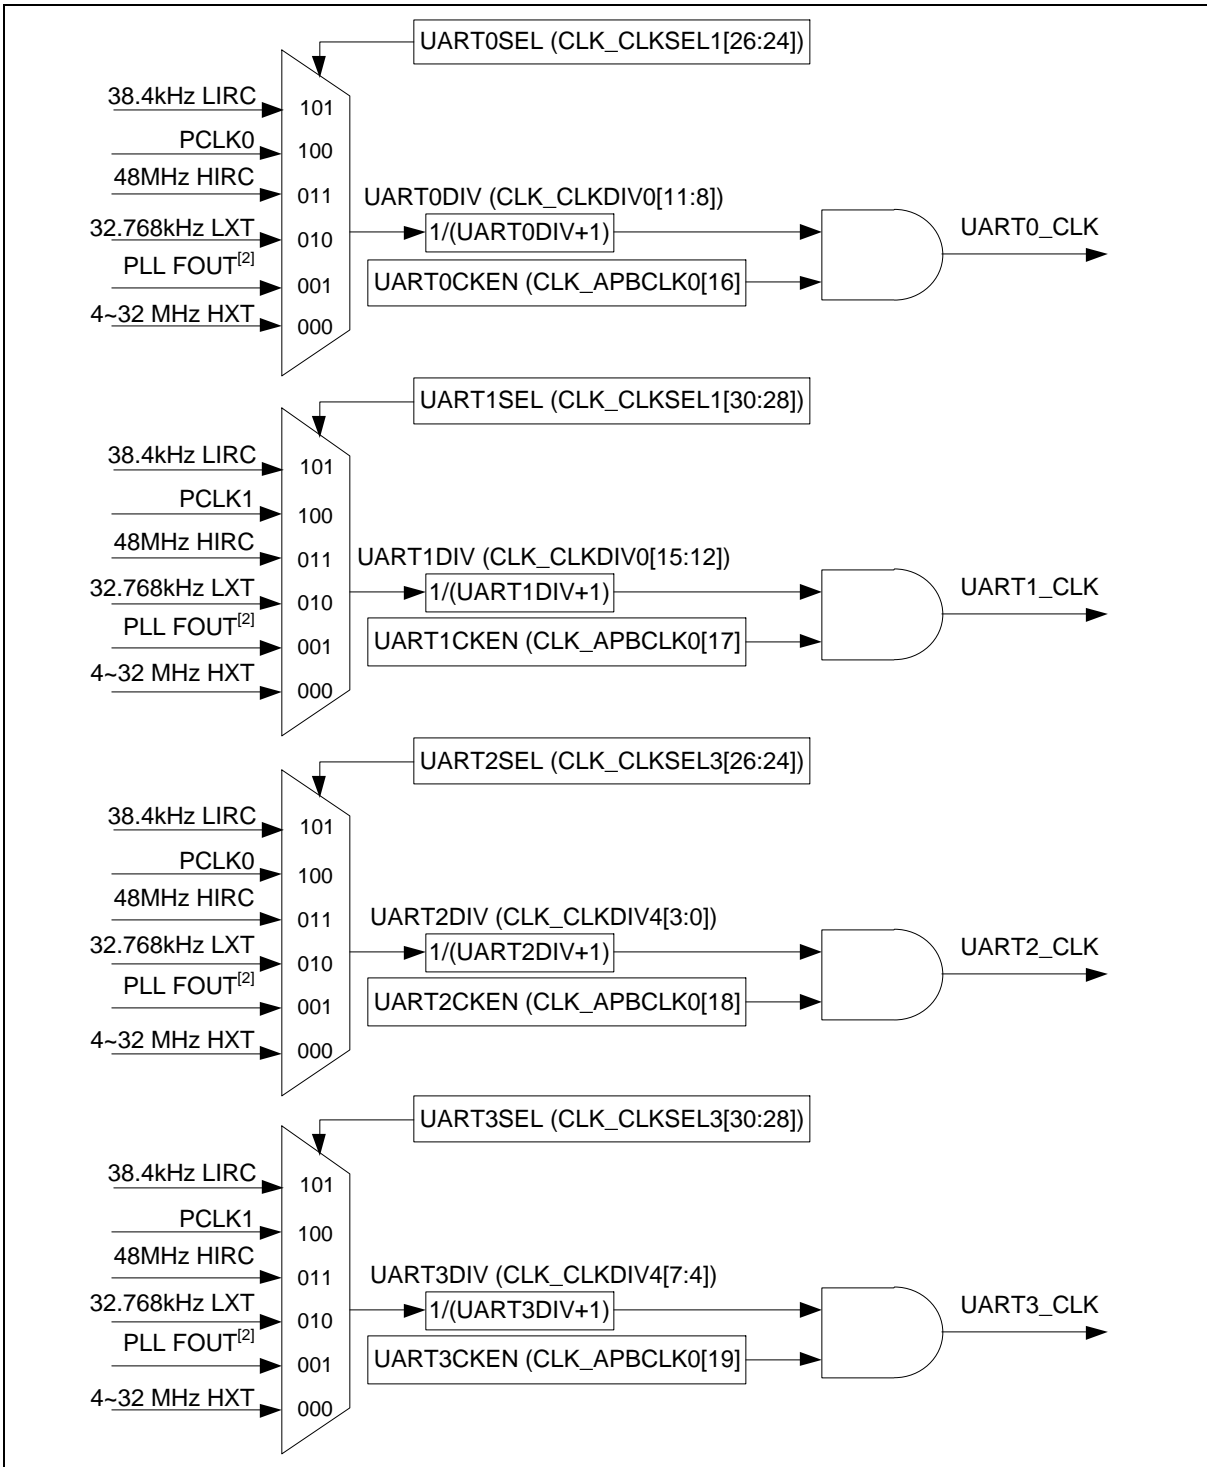 UART0SEL (CLK_CLKSEL1[26:24])
38.4kHz LIRC
101
PCLK0
100
48MHz HIRC
011
UART0DIV (CLK_CLKDIV0[11:8])
32.768kHz LXT
010
1/(UART0DIV+1)
UART0_CLK
PLL FOUT[2]
001
UART0CKEN (CLK_APBCLK0[16]
4~32 MHz HXT
000
UART1SEL (CLK_CLKSEL1[30:28])
38.4kHz LIRC
101
PCLK1
100
48MHz HIRC
011
UART1DIV (CLK_CLKDIV0[15:12])
32.768kHz LXT
010
1/(UART1DIV+1)
UART1_CLK
PLL FOUT[2]
001
UART1CKEN (CLK_APBCLK0[17]
4~32 MHz HXT
000
UART2SEL (CLK_CLKSEL3[26:24])
38.4kHz LIRC
101
PCLK0
100
48MHz HIRC
011
UART2DIV (CLK_CLKDIV4[3:0])
32.768kHz LXT
010
1/(UART2DIV+1)
UART2_CLK
PLL FOUT[2]
001
UART2CKEN (CLK_APBCLK0[18]
4~32 MHz HXT
000
UART3SEL (CLK_CLKSEL3[30:28])
38.4kHz LIRC
101
PCLK1
100
48MHz HIRC
011
UART3DIV (CLK_CLKDIV4[7:4])
32.768kHz LXT
010
1/(UART3DIV+1)
UART3_CLK
PLL FOUT[2]
001
UART3CKEN (CLK_APBCLK0[19]
4~32 MHz HXT
000